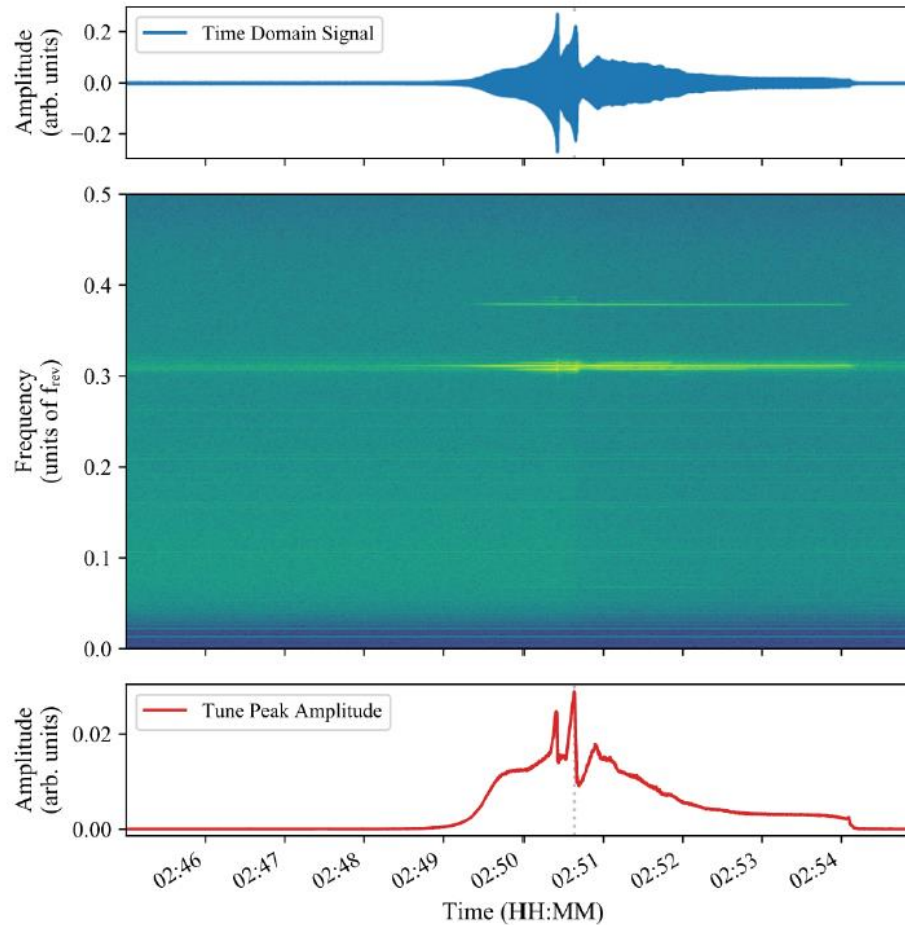 Amplitude
(arb. units)
0.2
0.0
−0.2
Time Domain Signal
Frequency
(units of f_rev)
0.5
0.4
0.3
0.2
0.1
0.0
Amplitude
(arb. units)
0.02
0.00
Tune Peak Amplitude
02:46
02:47
02:48
02:49
02:50
02:51
02:52
02:53
02:54
Time (HH:MM)